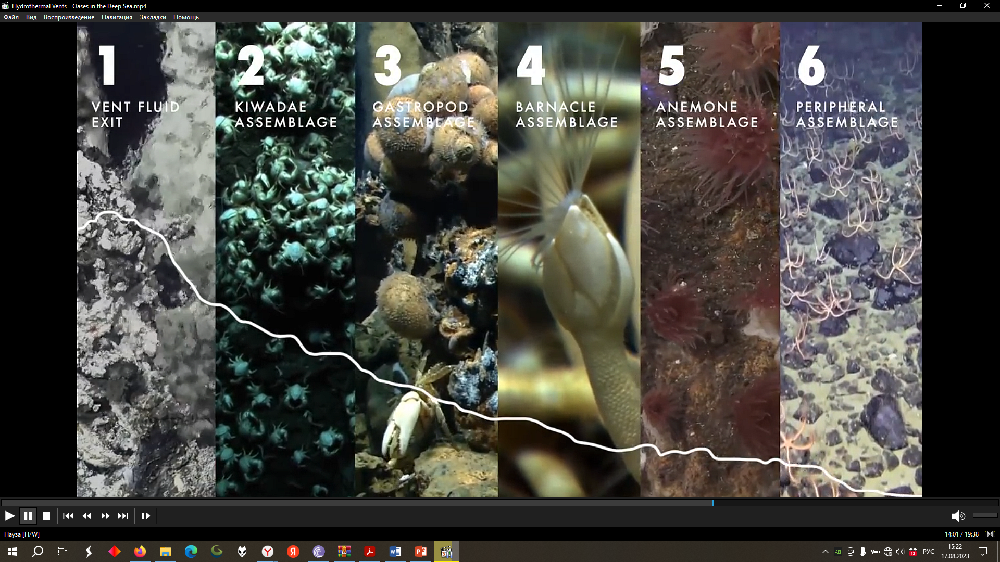 Hydrothermal Vents _ Oases in the Deep Sea.mp4
Файл Вид Воспроизведение Навигация Закладки Помощь
1
VENT FLUID
EXIT
2
KIWADAE
ASSEMBLAGE
3
GASTROPOD
ASSEMBLAGE
4
BARNACLE
ASSEMBLAGE
5
ANEMONE
ASSEMBLAGE
6
PERIPHERAL
ASSEMBLAGE
Пауза [H/W]
14:01 / 19:38
РУС
15:22
17.08.2023
12